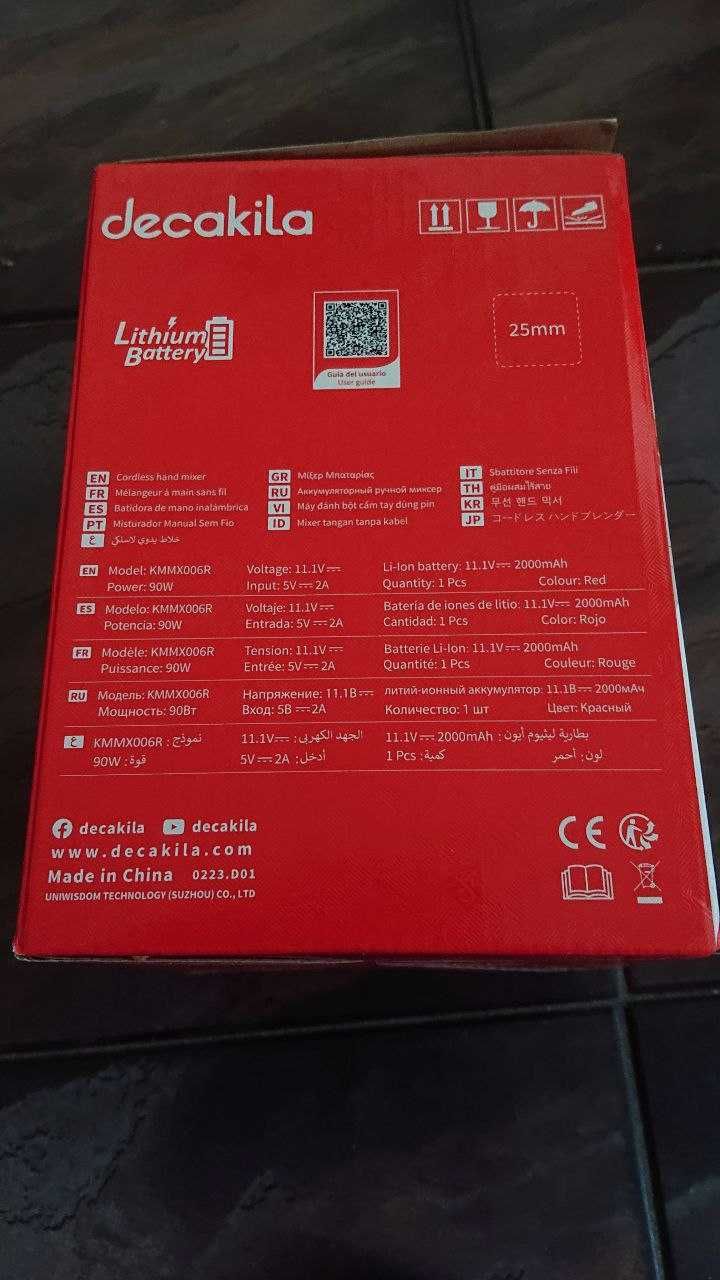 decakila
Lithium
Battery
Guía del usuario
User guide
25mm
EN Cordless hand mixer
FR Mélangeur à main sans fil
ES Batidora de mano inalámbrica
PT Misturador Manual Sem Fio
ع خلاط يدوي لاسلكي
GR Μίξερ Μπαταρίας
RU Аккумуляторный ручной миксер
VI Máy đánh bột cầm tay dùng pin
ID Mixer tangan tanpa kabel
IT Sbattitore Senza Fili
TH คู่มือผสมไร้สาย
KR 무선 핸드 믹서
JP コードレス ハンドブレンダー
EN Model: KMMX006R Voltage: 11.1V⎓ Li-Ion battery: 11.1V⎓ 2000mAh
Power: 90W Input: 5V⎓2A Quantity: 1 Pcs Colour: Red
ES Modelo: KMMX006R Voltaje: 11.1V⎓ Batería de iones de litio: 11.1V⎓ 2000mAh
Potencia: 90W Entrada: 5V⎓2A Cantidad: 1 Pcs Color: Rojo
FR Modèle: KMMX006R Tension: 11.1V⎓ Batterie Li-Ion: 11.1V⎓ 2000mAh
Puissance: 90W Entrée: 5V⎓2A Quantité: 1 Pcs Couleur: Rouge
RU Модель: KMMX006R Напряжение: 11.1В⎓ литий-ионный аккумулятор: 11.1В⎓ 2000мАч
Мощность: 90Вт Вход: 5В⎓2А Количество: 1 шт Цвет: Красный
ع KMMX006R : نموذج 11.1V⎓ :الجهد الكهربى 11.1V⎓2000mAh :بطارية ليثيوم أيون
90W :قوة 5V⎓2A :أدخل 1 Pcs :كمية لون: أحمر
decakila decakila
www.decakila.com
Made in China 0223.D01
UNIWISDOM TECHNOLOGY (SUZHOU) CO., LTD
CE